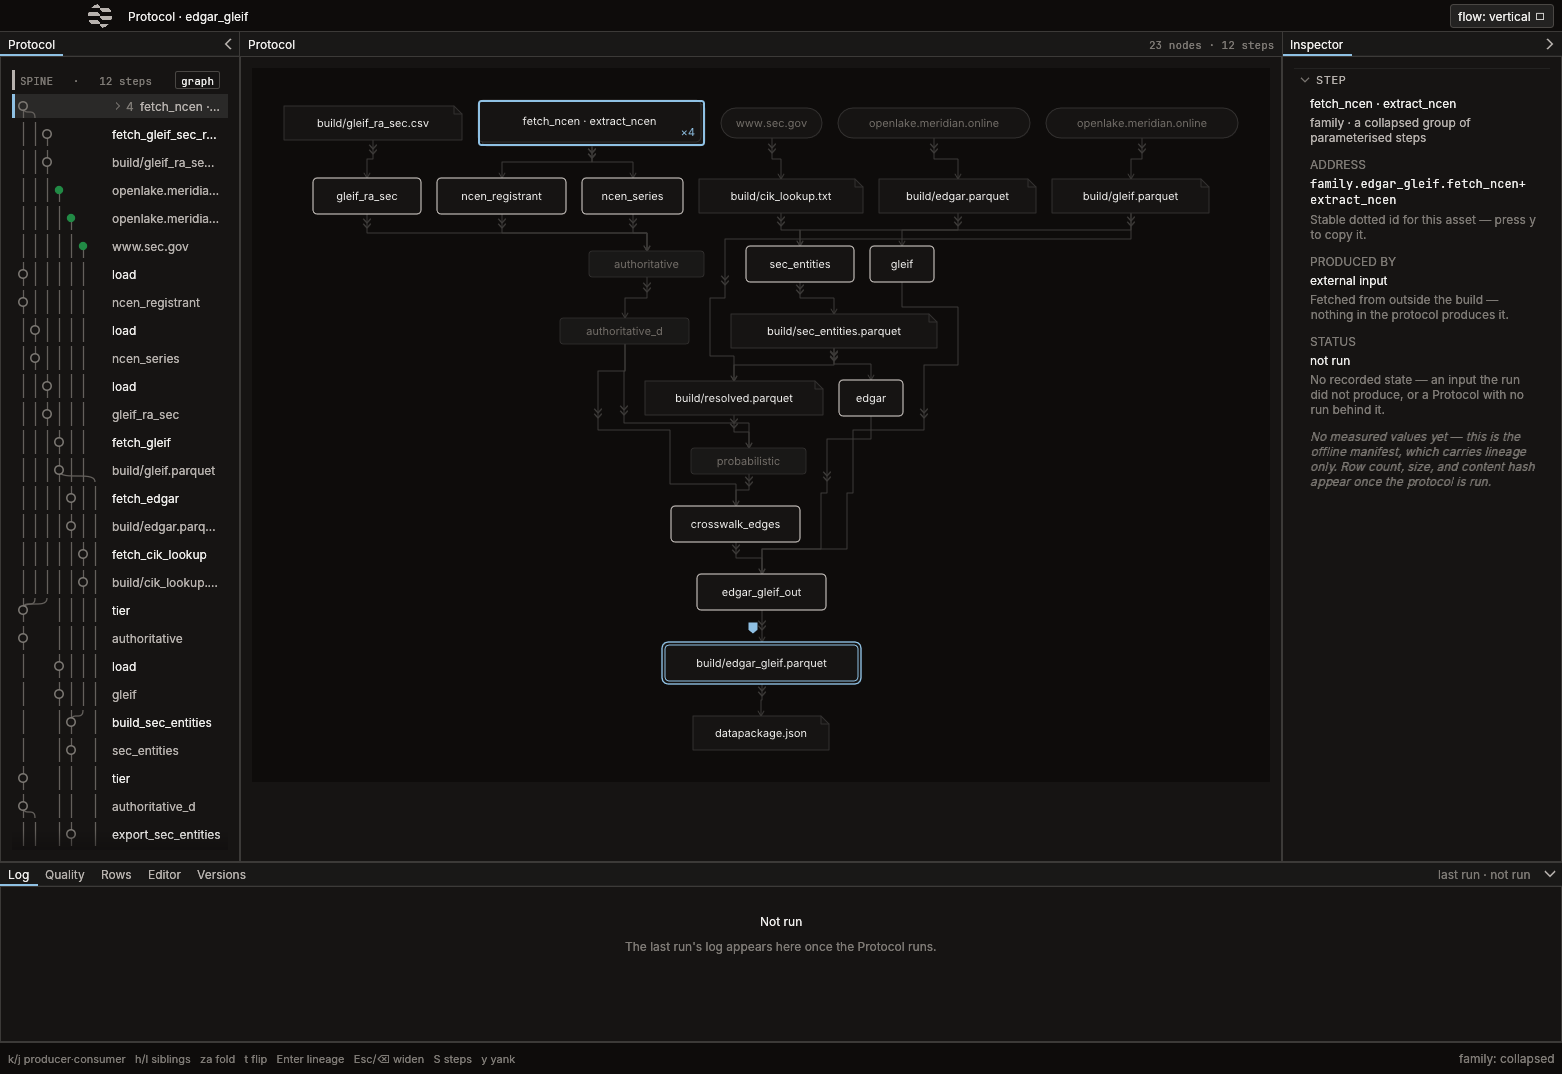 Protocol · edgar_gleif
flow: vertical
Protocol
Protocol
23 nodes · 12 steps
Inspector
SPINE · 12 steps
graph
4 fetch_ncen ·...
fetch_gleif_sec_r...
build/gleif_ra_se...
openlake.meridia...
openlake.meridia...
www.sec.gov
load
ncen_registrant
load
ncen_series
load
gleif_ra_sec
fetch_gleif
build/gleif.parquet
fetch_edgar
build/edgar.parq...
fetch_cik_lookup
build/cik_lookup....
tier
authoritative
load
gleif
build_sec_entities
sec_entities
tier
authoritative_d
export_sec_entities
build/gleif_ra_sec.csv
fetch_ncen · extract_ncen
×4
www.sec.gov
openlake.meridian.online
openlake.meridian.online
gleif_ra_sec
ncen_registrant
ncen_series
build/cik_lookup.txt
build/edgar.parquet
build/gleif.parquet
authoritative
sec_entities
gleif
authoritative_d
build/sec_entities.parquet
build/resolved.parquet
edgar
probabilistic
crosswalk_edges
edgar_gleif_out
build/edgar_gleif.parquet
datapackage.json
STEP
fetch_ncen · extract_ncen
family · a collapsed group of
parameterised steps
ADDRESS
family.edgar_gleif.fetch_ncen+
extract_ncen
Stable dotted id for this asset — press y
to copy it.
PRODUCED BY
external input
Fetched from outside the build —
nothing in the protocol produces it.
STATUS
not run
No recorded state — an input the run
did not produce, or a Protocol with no
run behind it.
No measured values yet — this is the
offline manifest, which carries lineage
only. Row count, size, and content hash
appear once the protocol is run.
Log Quality Rows Editor Versions
last run · not run
Not run
The last run's log appears here once the Protocol runs.
k/j producer·consumer h/l siblings za fold t flip Enter lineage Esc/⌫ widen S steps y yank
family: collapsed